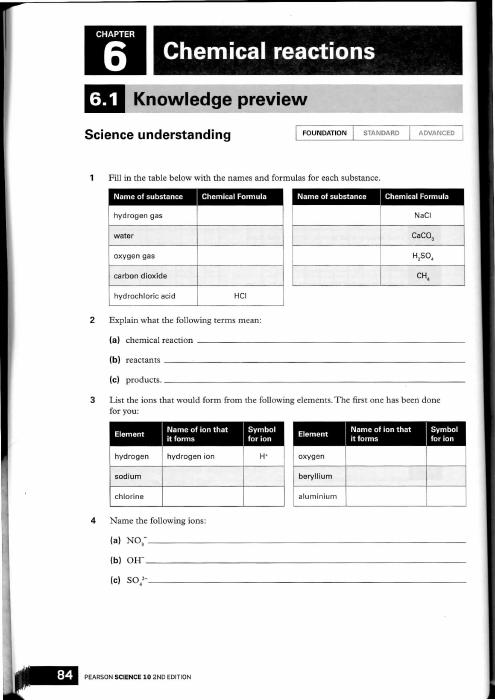 CHAPTER
6
Chemical reactions
6.1 Knowledge preview
Science understanding
FOUNDATION STANDARD ADVANCED
1 Fill in the table below with the names and formulas for each substance.
Name of substance Chemical Formula Name of substance Chemical Formula
hydrogen gas NaCl
water CaCO₃
oxygen gas H₂SO₄
carbon dioxide CH₄
hydrochloric acid HCl
2 Explain what the following terms mean:
(a) chemical reaction
(b) reactants
(c) products.
3 List the ions that would form from the following elements. The first one has been done
for you:
Element Name of ion that it forms Symbol for ion Element Name of ion that it forms Symbol for ion
hydrogen hydrogen ion H⁺ oxygen
sodium beryllium
chlorine aluminium
4 Name the following ions:
(a) NO₃⁻
(b) OH⁻
(c) SO₄²⁻
84 PEARSON SCIENCE 10 2ND EDITION